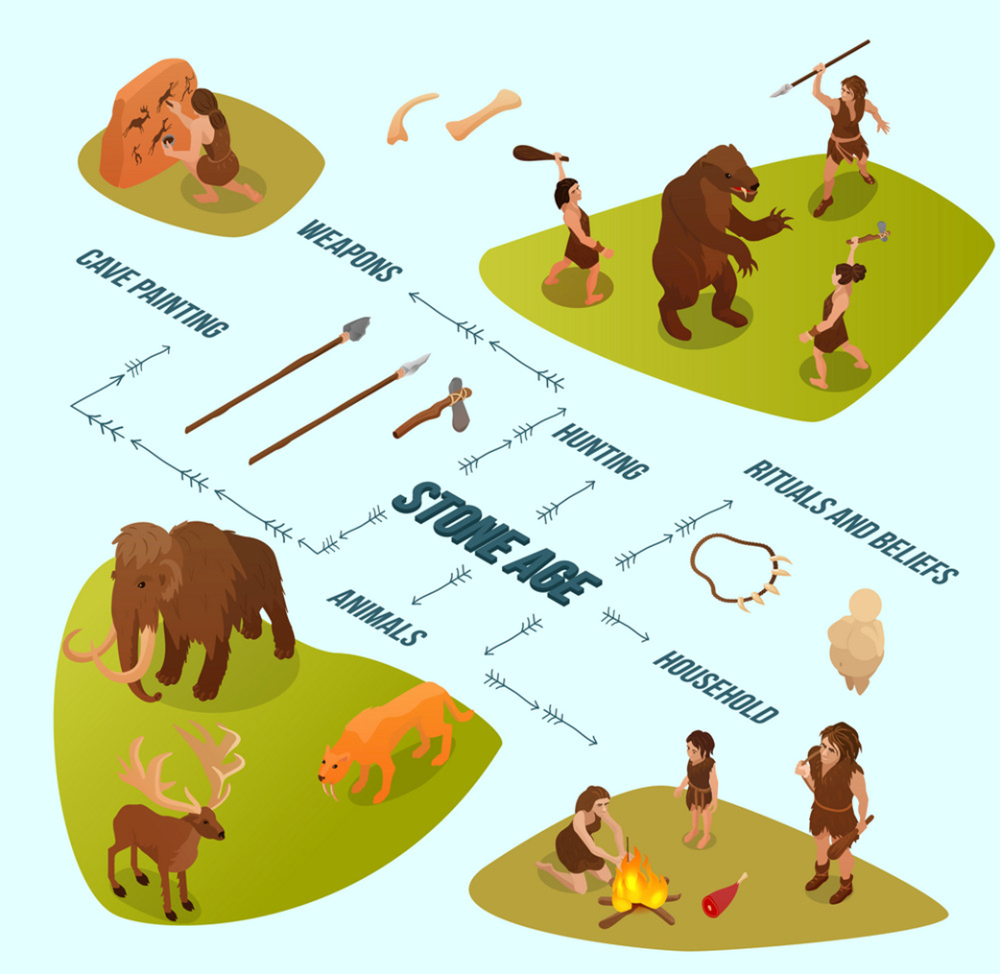 WEAPONS
CAVE PAINTING
HUNTING
RITUALS AND BELIEFS
STONE AGE
ANIMALS
HOUSEHOLD